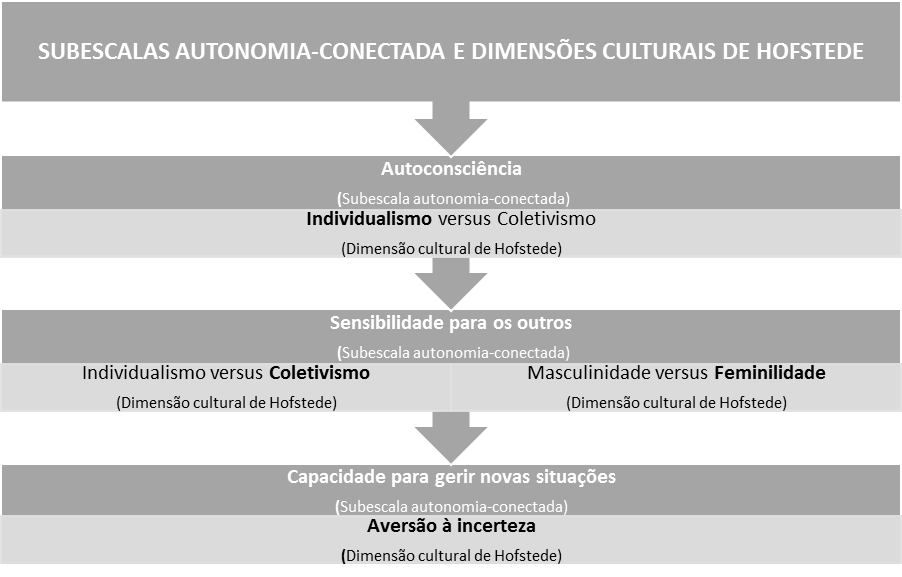 SUBESCALAS AUTONOMIA-CONECTADA E DIMENSÕES CULTURAIS DE HOFSTEDE
Autoconsciência
(Subescala autonomia-conectada)
Individualismo versus Coletivismo
(Dimensão cultural de Hofstede)
Sensibilidade para os outros
(Subescala autonomia-conectada)
Individualismo versus Coletivismo
(Dimensão cultural de Hofstede)
Masculinidade versus Feminilidade
(Dimensão cultural de Hofstede)
Capacidade para gerir novas situações
(Subescala autonomia-conectada)
Aversão à incerteza
(Dimensão cultural de Hofstede)